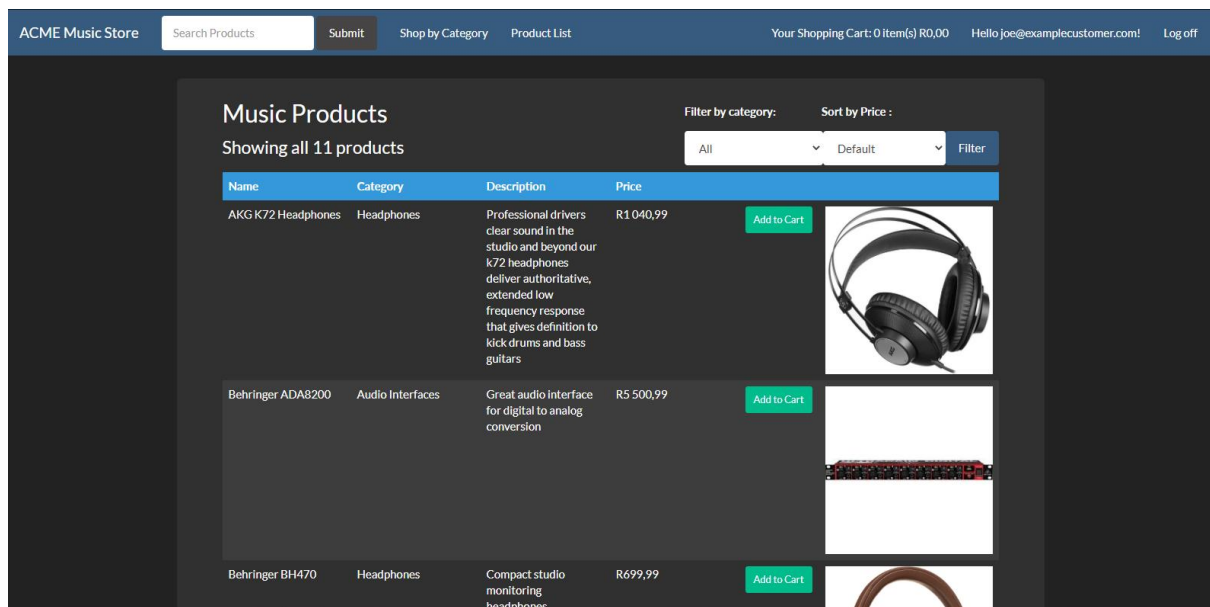 ACME Music Store
Search Products
Submit
Shop by Category
Product List
Your Shopping Cart: 0 item(s) R0,00
Hello joe@examplecustomer.com!
Log off
Music Products
Showing all 11 products
Filter by category:
Sort by Price :
All
Default
Filter
Name Category Description Price
AKG K72 Headphones Headphones Professional drivers R1 040,99 Add to Cart
clear sound in the
studio and beyond our
k72 headphones
deliver authoritative,
extended low
frequency response
that gives definition to
kick drums and bass
guitars
AKG
Behringer ADA8200 Audio Interfaces Great audio interface R5 500,99 Add to Cart
for digital to analog
conversion
Behringer BH470 Headphones Compact studio R699,99 Add to Cart
monitoring
headphones